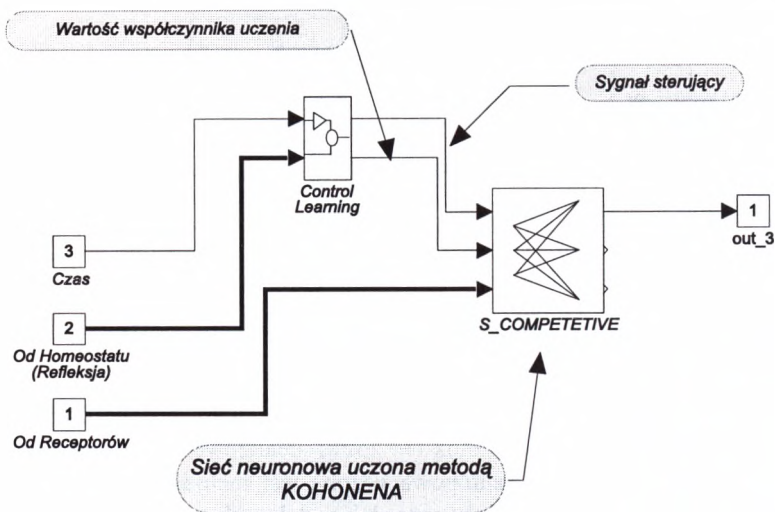 Wartość współczynnika uczenia
Sygnał sterujący
Control
Learning
3
Czas
1
out_3
2
Od Homeostatu
(Refleksja)
S_COMPETETIVE
1
Od Receptorów
Sieć neuronowa uczona metodą
KOHONENA